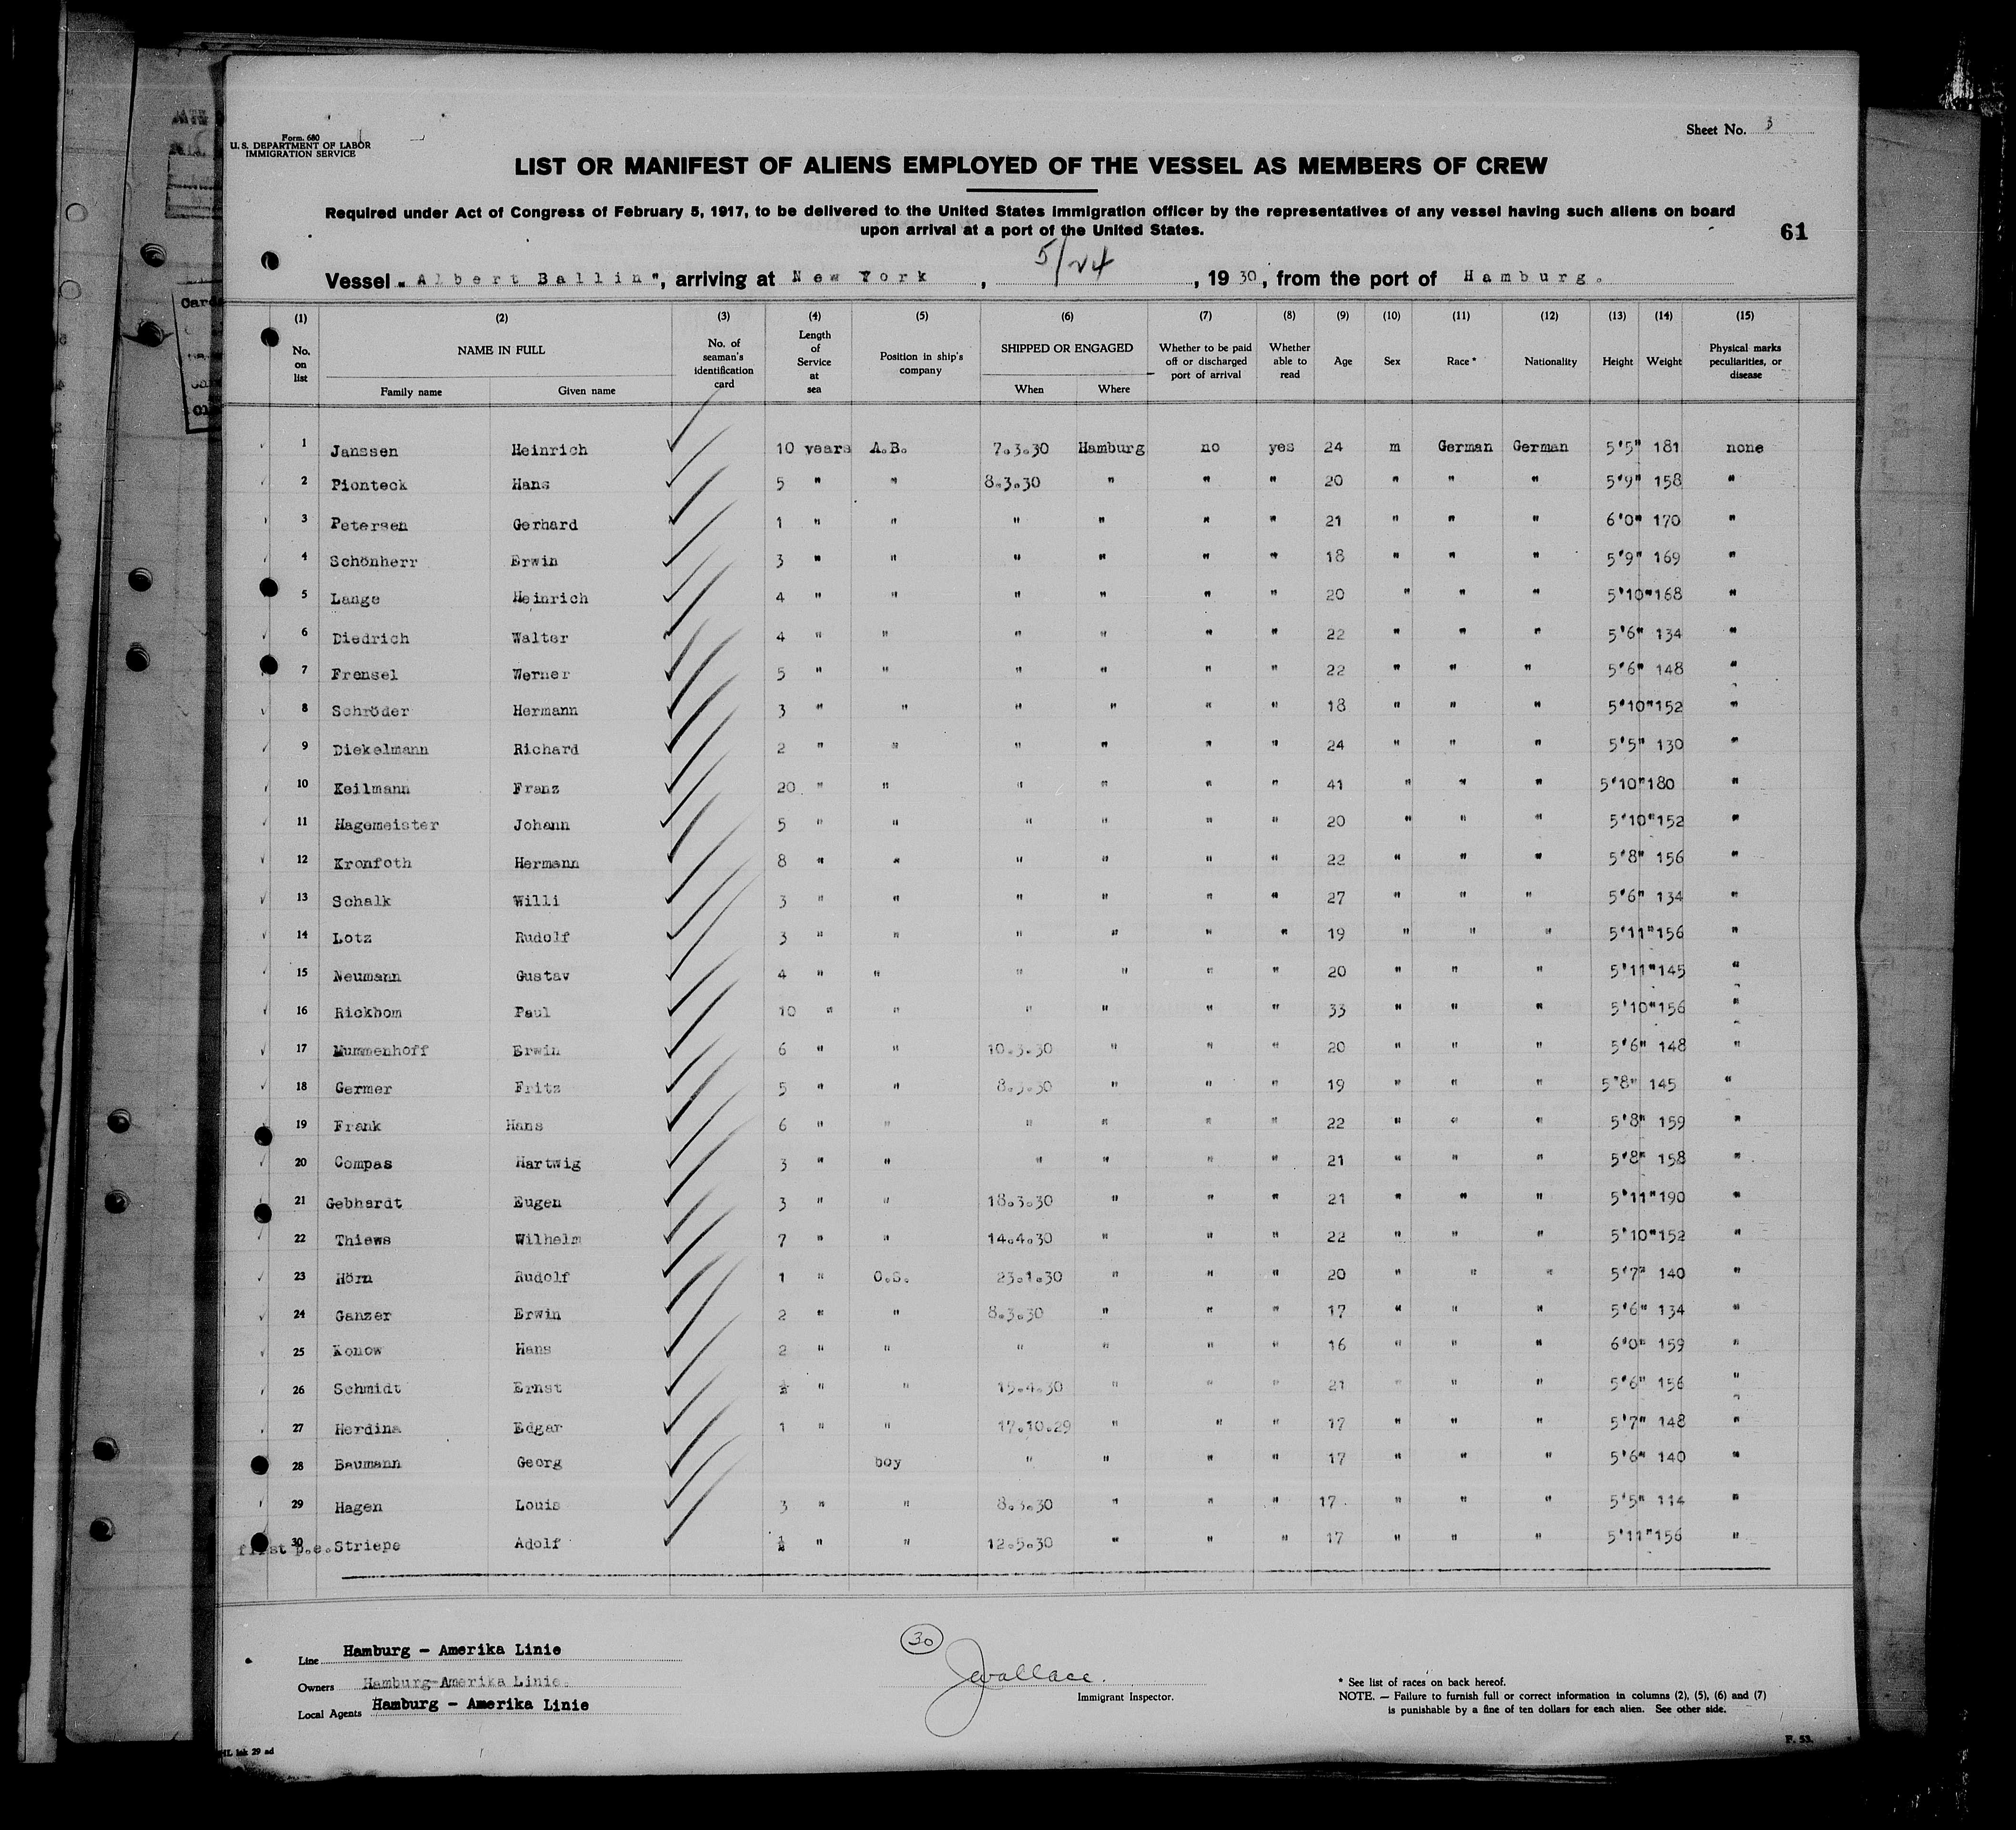 Form. 680
U. S. DEPARTMENT OF LABOR
IMMIGRATION SERVICE
Sheet No. 3
LIST OR MANIFEST OF ALIENS EMPLOYED OF THE VESSEL AS MEMBERS OF CREW
Required under Act of Congress of February 5, 1917, to be delivered to the United States Immigration officer by the representatives of any vessel having such aliens on board
upon arrival at a port of the United States.
61
Vessel „Albert Ballin", arriving at New York, 5/24, 1930, from the port of Hamburg.
(1) (2) (3) (4) (5) (6) (7) (8) (9) (10) (11) (12) (13) (14) (15)
No. on list NAME IN FULL Family name Given name No. of seaman's identification card Length of Service at sea Position in ship's company SHIPPED OR ENGAGED When Where Whether to be paid off or discharged port of arrival Whether able to read Age Sex Race* Nationality Height Weight Physical marks peculiarities, or disease
1 Janssen Heinrich 10 years A.B. 7.3.30 Hamburg no yes 24 m German German 5'5" 181 none
2 Pionteck Hans 5 " " 8.3.30 " " " 20 " " " 5'9" 158 "
3 Petersen Gerhard 1 " " " " " " 21 " " " 6'0" 170 "
4 Schönherr Erwin 3 " " " " " " 18 " " " 5'9" 169 "
5 Lange Heinrich 4 " " " " " " 20 " " " 5'10" 168 "
6 Diedrich Walter 4 " " " " " " 22 " " " 5'6" 134 "
7 Frensel Werner 5 " " " " " " 22 " " " 5'6" 148 "
8 Schröder Hermann 3 " " " " " " 18 " " " 5'10" 152 "
9 Diekelmann Richard 2 " " " " " " 24 " " " 5'5" 130 "
10 Keilmann Franz 20 " " " " " " 41 " " " 5'10" 180 "
11 Hagemeister Johann 5 " " " " " " 20 " " " 5'10" 152 "
12 Kronfoth Hermann 8 " " " " " " 22 " " " 5'8" 156 "
13 Schalk Willi 3 " " " " " " 27 " " " 5'6" 134 "
14 Lotz Rudolf 3 " " " " " " 19 " " " 5'11" 156 "
15 Neumann Gustav 4 " " " " " " 20 " " " 5'11" 145 "
16 Rickbom Paul 10 " " " " " " 33 " " " 5'10" 156 "
17 Mummenhoff Erwin 6 " " 10.3.30 " " " 20 " " " 5'6" 148 "
18 Germer Fritz 5 " " 8.3.30 " " " 19 " " " 5'8" 145 "
19 Frank Hans 6 " " " " " " 22 " " " 5'8" 159 "
20 Compas Hartwig 3 " " " " " " 21 " " " 5'8" 158 "
21 Gebhardt Eugen 3 " " 18.3.30 " " " 21 " " " 5'11" 190 "
22 Thiews Wilhelm 7 " " 14.4.30 " " " 22 " " " 5'10" 152 "
23 Hörn Rudolf 1 " O.S. 23.1.30 " " " 20 " " " 5'7" 140 "
24 Ganzer Erwin 2 " " 8.3.30 " " " 17 " " " 5'6" 134 "
25 Konow Hans 2 " " " " " " 16 " " " 6'0" 159 "
26 Schmidt Ernst ½ " " 15.4.30 " " " 21 " " " 5'6" 156 "
27 Herdina Edgar 1 " " 17.10.29 " " " 17 " " " 5'7" 148 "
28 Baumann Georg boy " " " " 17 " " " 5'6" 140 "
29 Hagen Louis 3 " " 8.3.30 " " " 17 " " " 5'5" 114 "
first p.e. 30 Striepe Adolf ½ " " 12.5.30 " " " 17 " " " 5'11" 156 "
30
Line Hamburg - Amerika Linie
Owners Hamburg-Amerika Linie.
Local Agents Hamburg - Amerika Linie
JWallace.
Immigrant Inspector.
* See list of races on back hereof.
NOTE. — Failure to furnish full or correct information in columns (2), (5), (6) and (7)
is punishable by a fine of ten dollars for each alien. See other side.
F. 53.